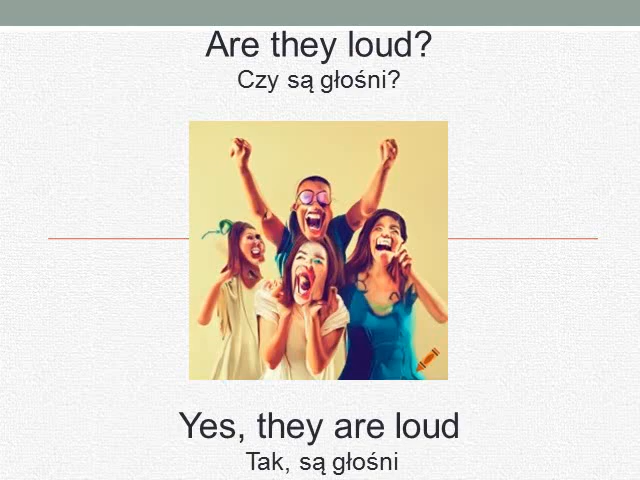 Are they loud?
Czy są głośni?
Yes, they are loud
Tak, są głośni